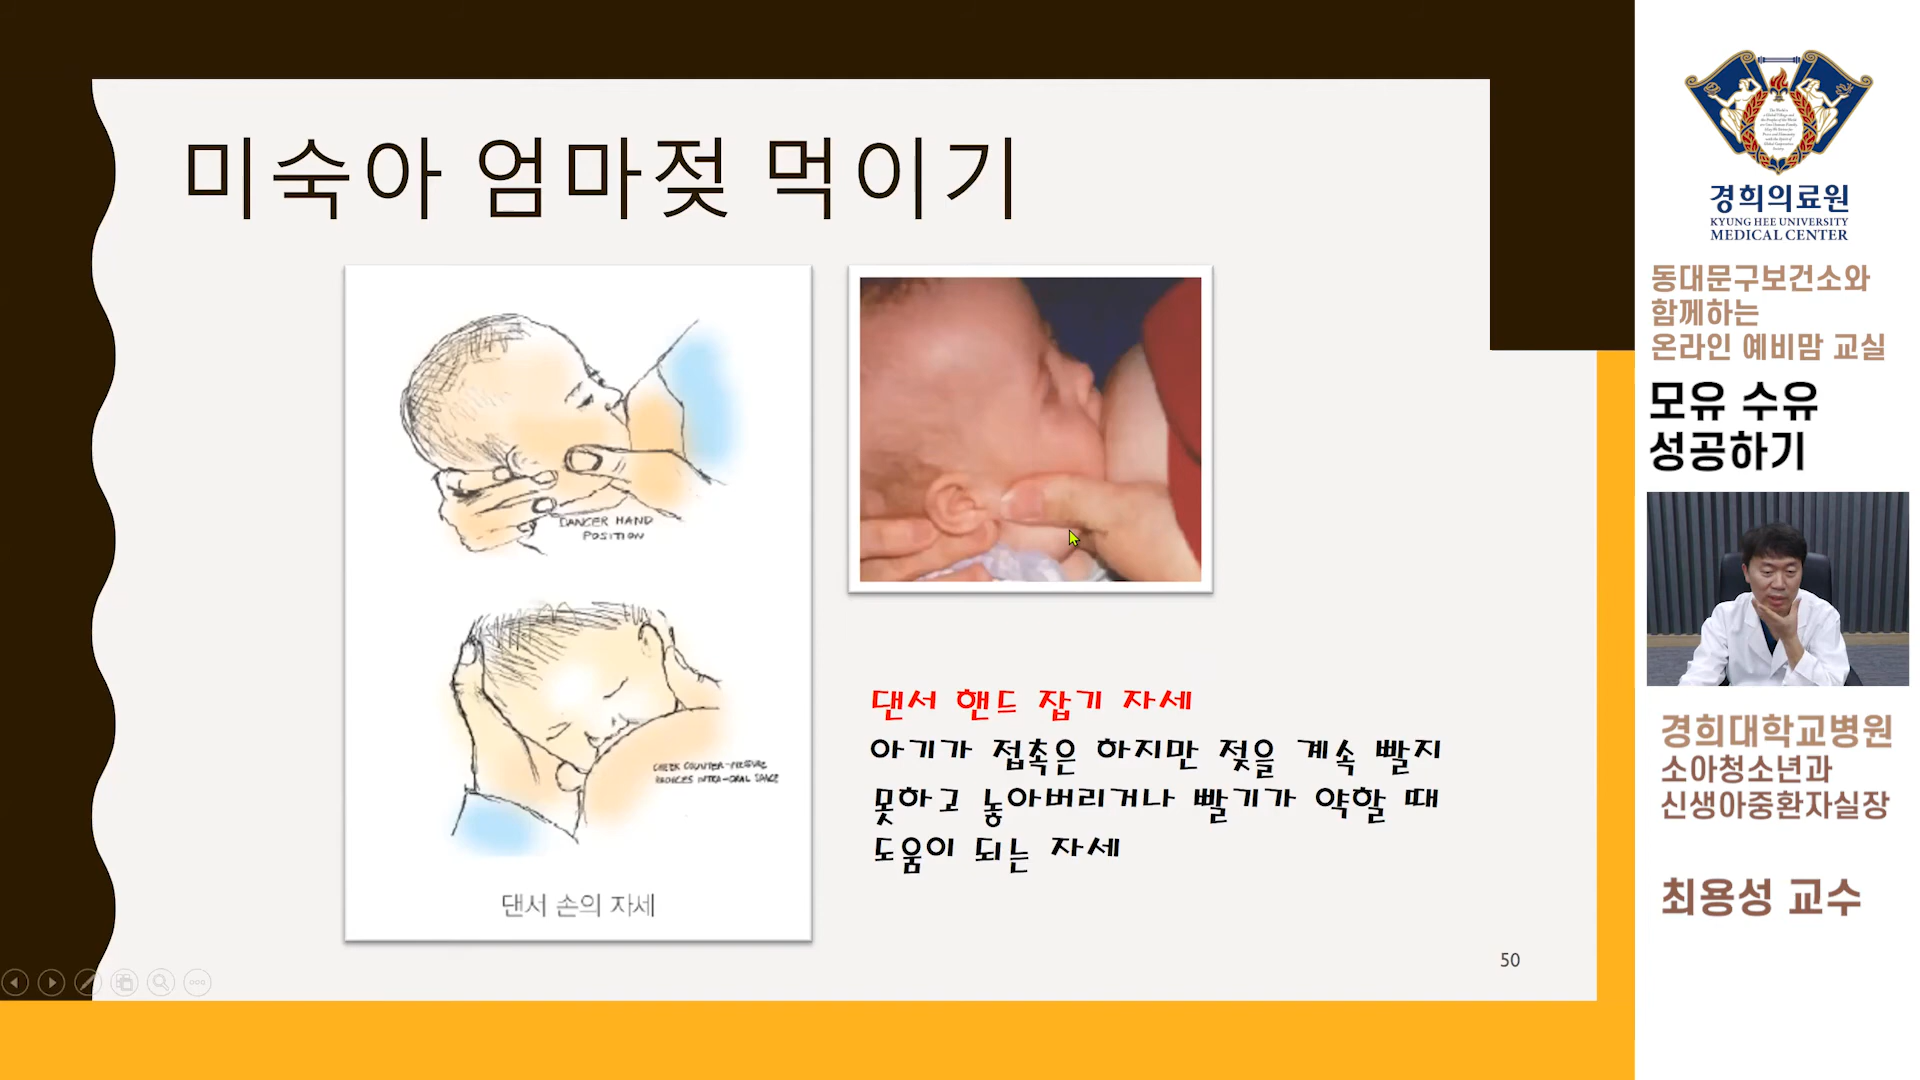 미숙아 엄마젖 먹이기
DANCER HAND
POSITION
CHEEK COUNTER-PRESSURE
REDUCES INTRA-ORAL SPACE
댄서 손의 자세
댄서 핸드 잡기 자세
아기가 접촉은 하지만 젖을 계속 빨지
못하고 놓아버리거나 빨기가 약할 때
도움이 되는 자세
50
경희의료원
KYUNG HEE UNIVERSITY
MEDICAL CENTER
동대문구보건소와
함께하는
온라인 예비맘 교실
모유 수유
성공하기
경희대학교병원
소아청소년과
신생아중환자실장
최용성 교수